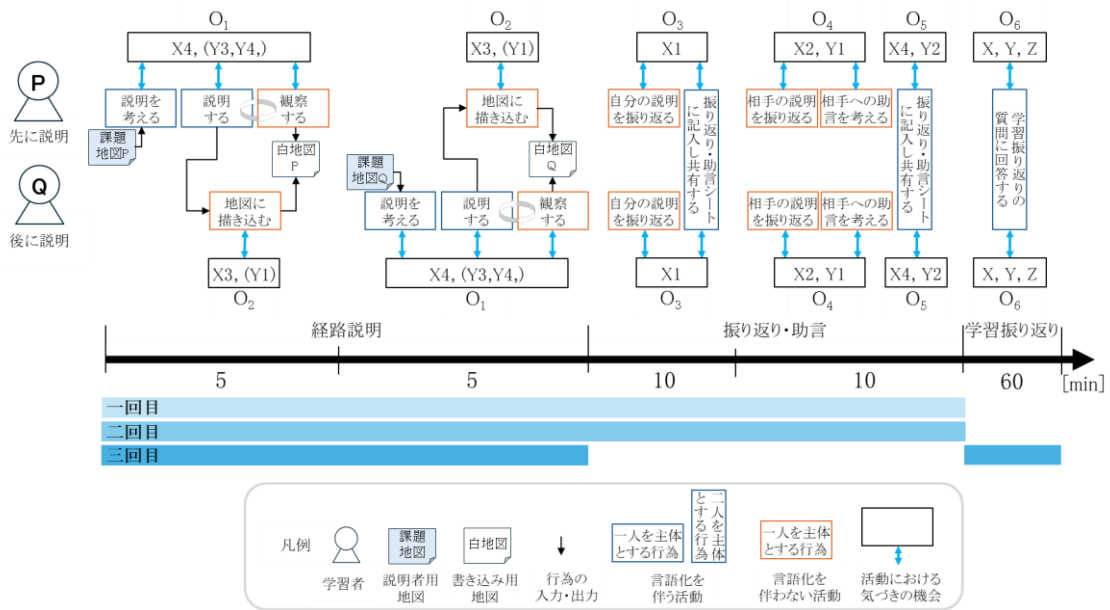 O₁
O₂
O₃
O₄
O₅
O₆
X4, (Y3,Y4,)
X3, (Y1)
X1
X2, Y1
X4, Y2
X, Y, Z
P
先に説明
説明を
考える
説明
する
観察
する
課題
地図P
白地図
P
地図に
描き込む
白地図
Q
自分の説明
を振り返る
振り返り・助言シート
に記入し共有する
相手の説明
を振り返る
相手への助
言を考える
振り返り・助言シート
に記入し共有する
学習振り返りの
質問に回答する
Q
後に説明
地図に
描き込む
課題
地図Q
説明を
考える
説明
する
観察
する
自分の説明
を振り返る
相手の説明
を振り返る
相手への助
言を考える
X3, (Y1)
X4, (Y3,Y4,)
X1
X2, Y1
X4, Y2
X, Y, Z
O₂
O₁
O₃
O₄
O₅
O₆
経路説明
振り返り・助言
学習振り返り
5
5
10
10
60
[min]
一回目
二回目
三回目
凡例
学習者
課題
地図
説明者用
地図
白地図
書き込み用
地図
行為の
入力・出力
一人を主体
とする行為
二人を主体
とする行為
言語化を
伴う活動
一人を主体
とする行為
言語化を
伴わない活動
活動における
気づきの機会